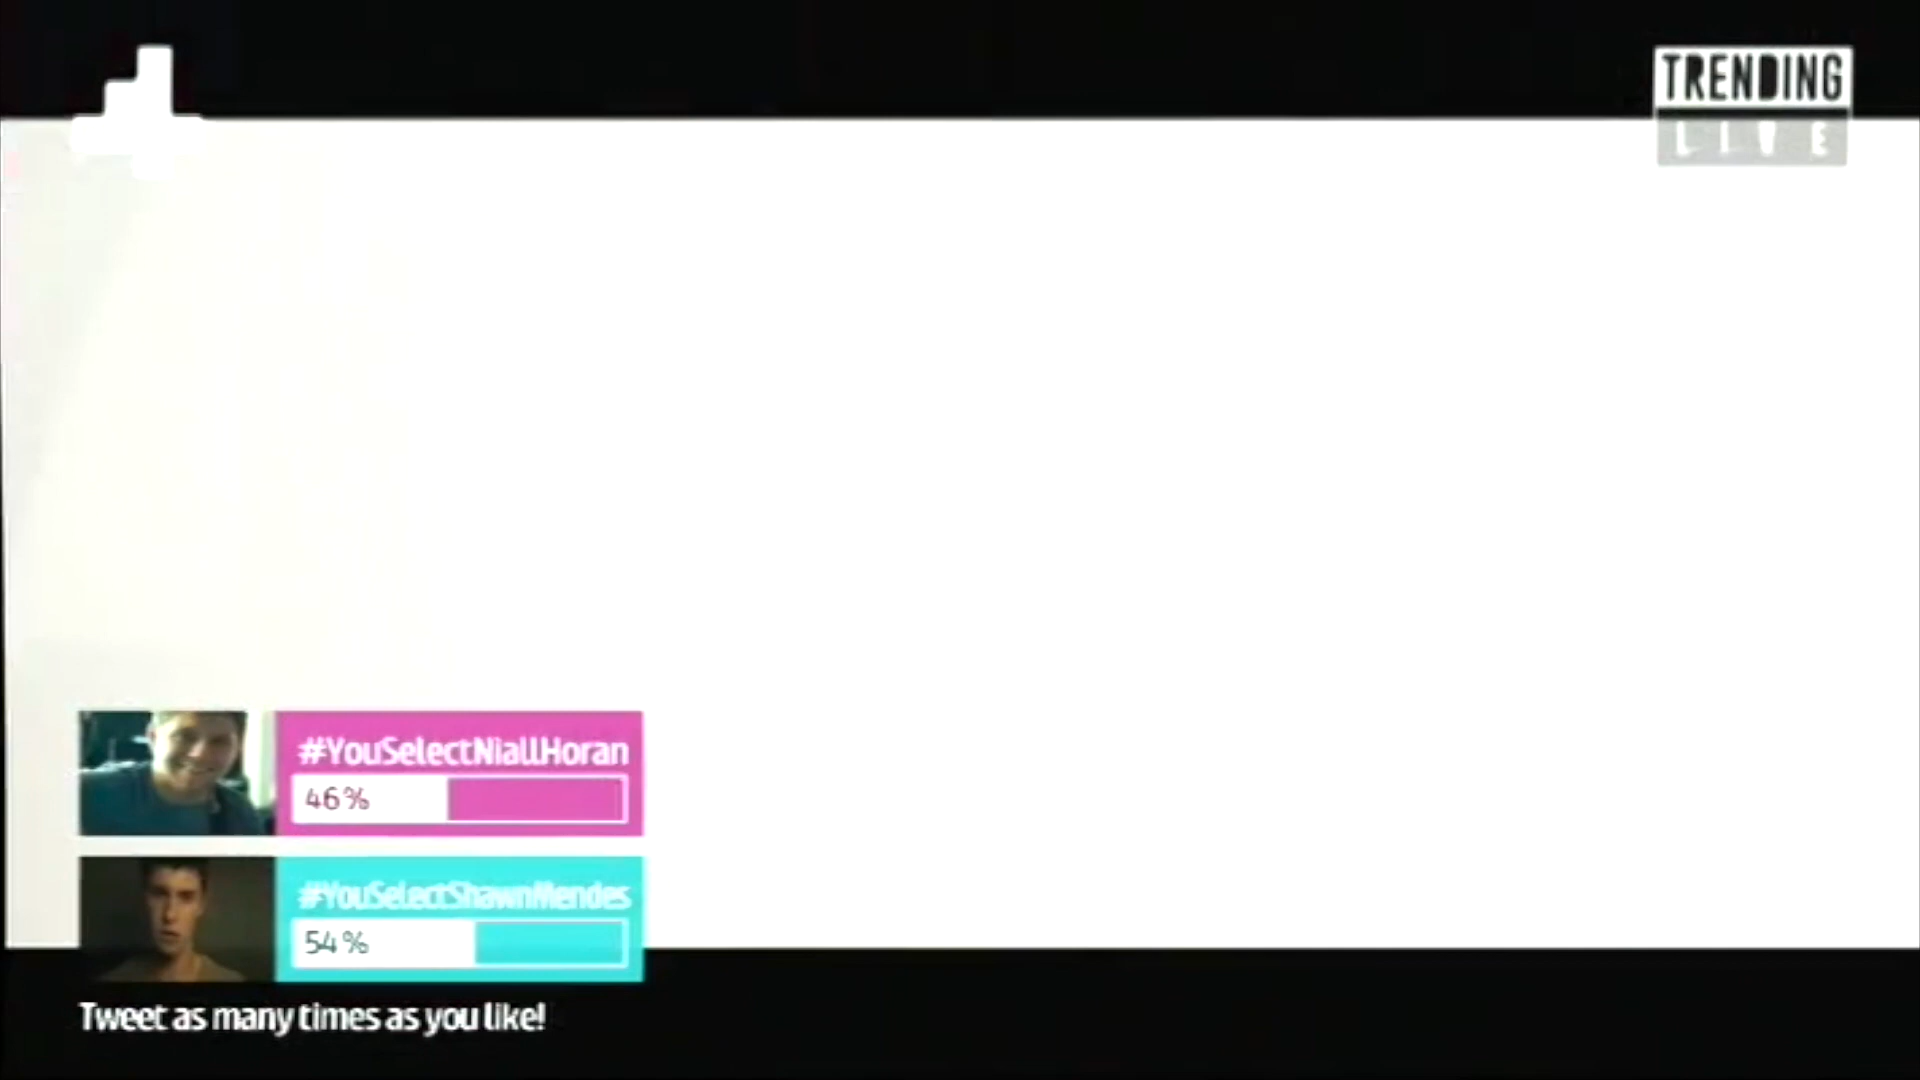 TRENDING
LIVE
#YouSelectNiallHoran
46%
#YouSelectShawnMendes
54%
Tweet as many times as you like!